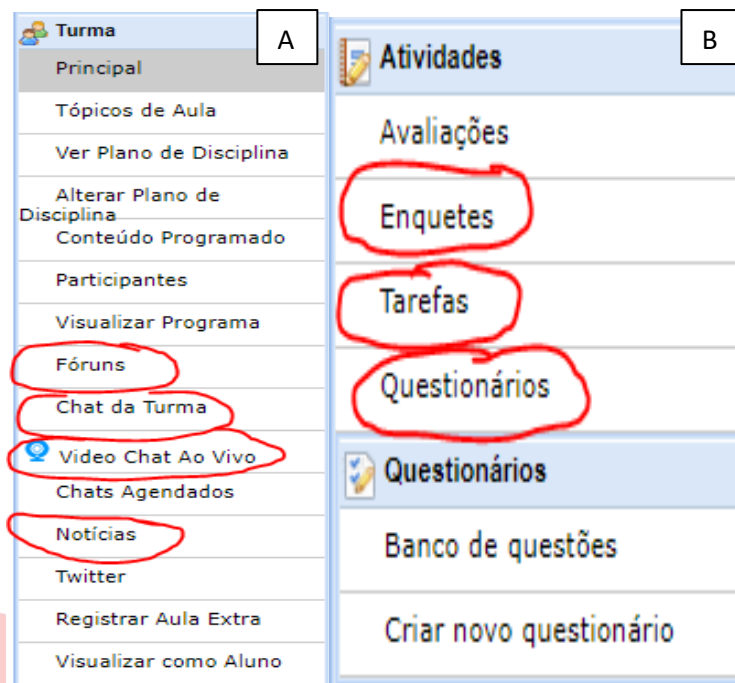 Turma
A
Principal
Tópicos de Aula
Ver Plano de Disciplina
Alterar Plano de
Disciplina
Conteúdo Programado
Participantes
Visualizar Programa
Fóruns
Chat da Turma
Video Chat Ao Vivo
Chats Agendados
Notícias
Twitter
Registrar Aula Extra
Visualizar como Aluno
Atividades
B
Avaliações
Enquetes
Tarefas
Questionários
Questionários
Banco de questões
Criar novo questionário